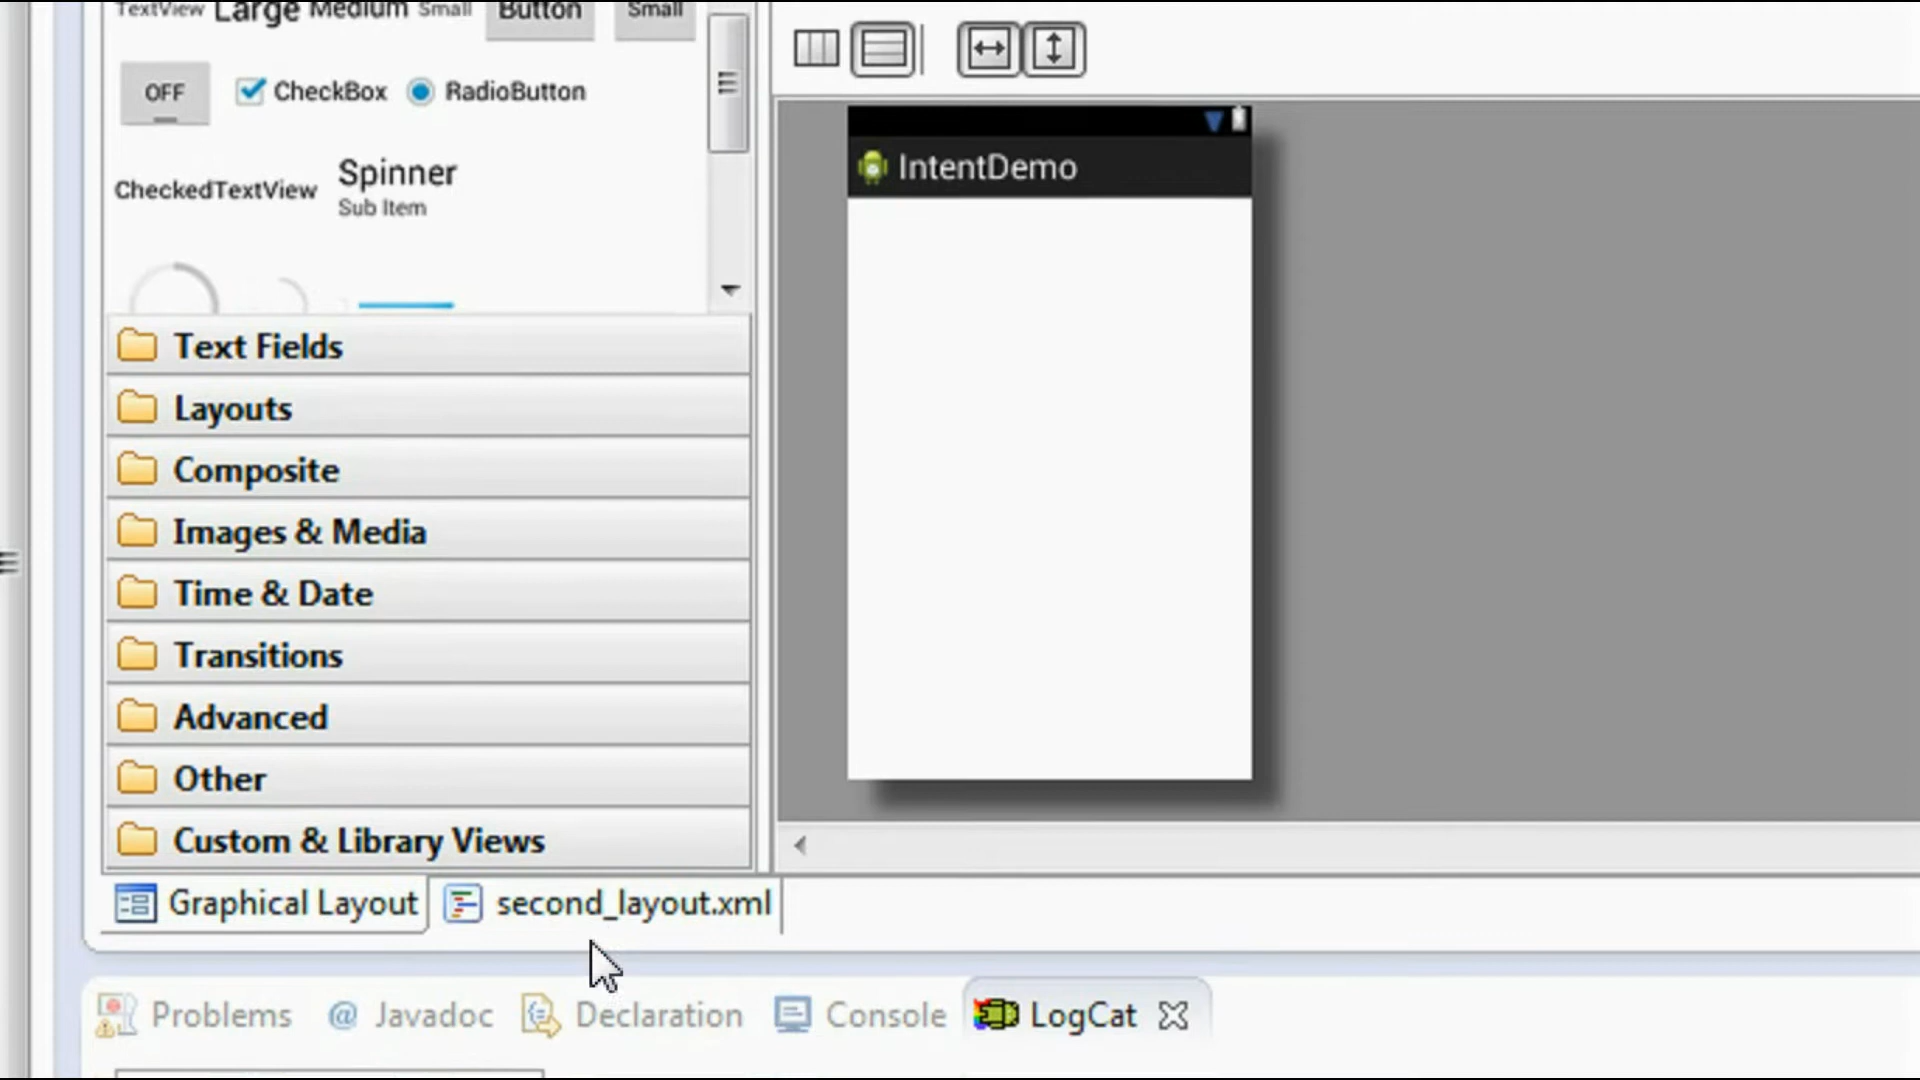 TextView Large Medium Small Button Small
OFF CheckBox RadioButton
CheckedTextView Spinner
Sub Item
Text Fields
Layouts
Composite
Images & Media
Time & Date
Transitions
Advanced
Other
Custom & Library Views
Graphical Layout second_layout.xml
IntentDemo
Problems @ Javadoc Declaration Console LogCat